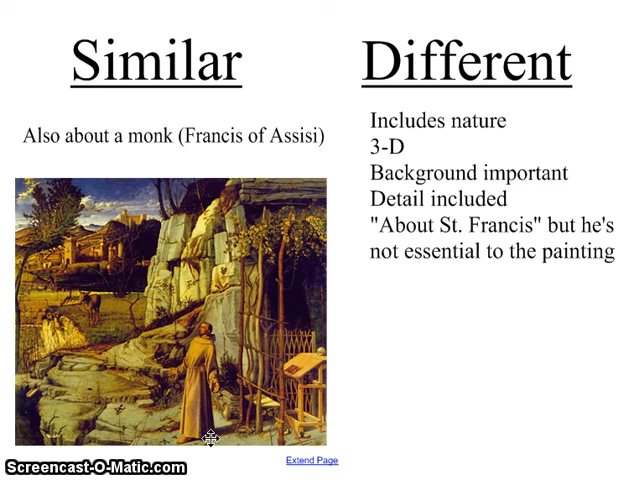 Similar
Different
Also about a monk (Francis of Assisi)
Includes nature
3-D
Background important
Detail included
"About St. Francis" but he's
not essential to the painting
Extend Page
Screencast-O-Matic.com